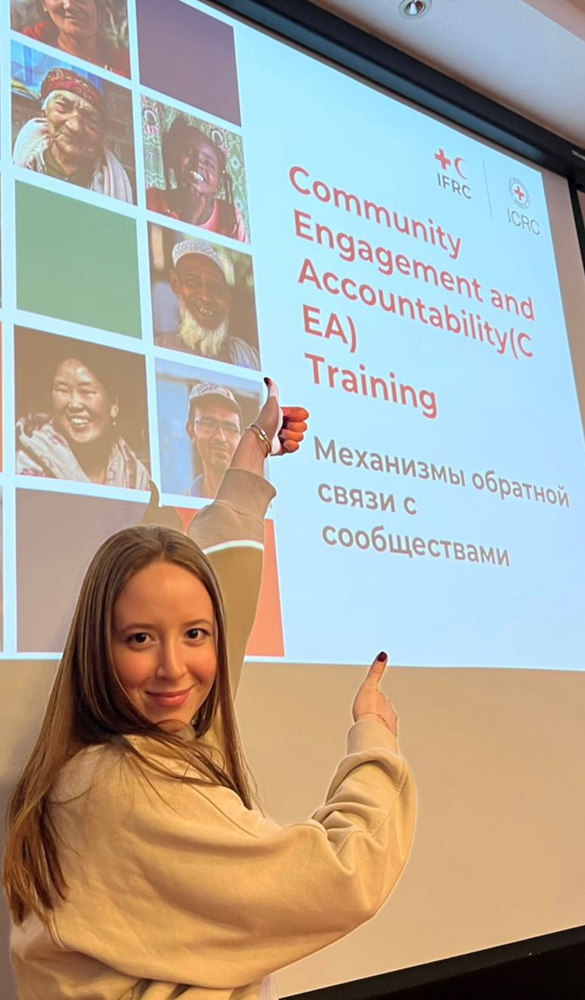 IFRC
ICRC
Community
Engagement and
Accountability(C
EA)
Training
Механизмы обратной
связи с
сообществами